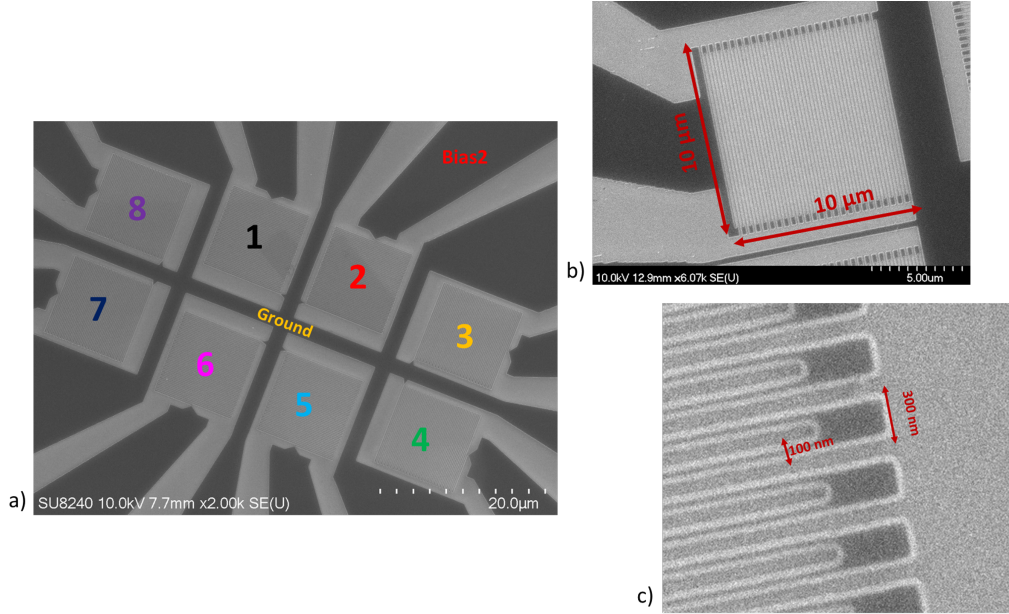 a)
8
1
2
3
7
6
5
4
Bias2
Ground
SU8240 10.0kV 7.7mm x2.00k SE(U)
20.0µm
b)
10 µm
10 µm
10.0kV 12.9mm x6.07k SE(U)
5.00um
c)
300 nm
100 nm